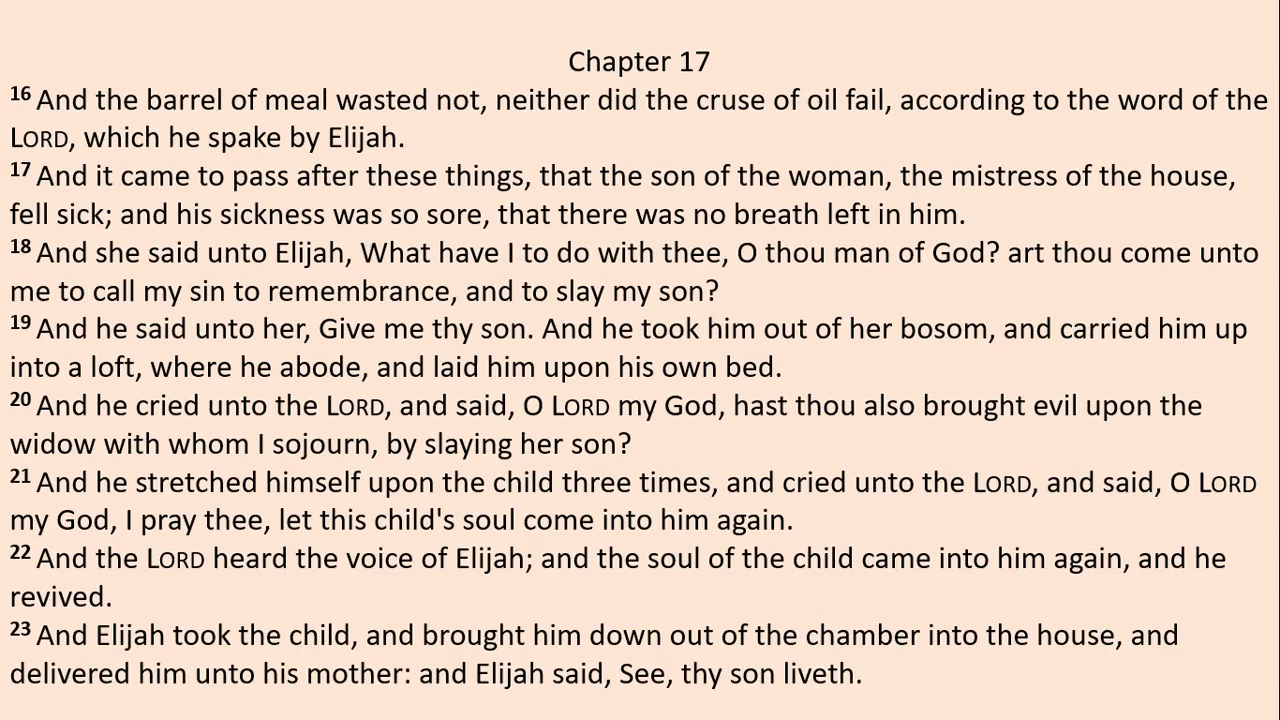 Chapter 17
16 And the barrel of meal wasted not, neither did the cruse of oil fail, according to the word of the
LORD, which he spake by Elijah.
17 And it came to pass after these things, that the son of the woman, the mistress of the house,
fell sick; and his sickness was so sore, that there was no breath left in him.
18 And she said unto Elijah, What have I to do with thee, O thou man of God? art thou come unto
me to call my sin to remembrance, and to slay my son?
19 And he said unto her, Give me thy son. And he took him out of her bosom, and carried him up
into a loft, where he abode, and laid him upon his own bed.
20 And he cried unto the LORD, and said, O LORD my God, hast thou also brought evil upon the
widow with whom I sojourn, by slaying her son?
21 And he stretched himself upon the child three times, and cried unto the LORD, and said, O LORD
my God, I pray thee, let this child's soul come into him again.
22 And the LORD heard the voice of Elijah; and the soul of the child came into him again, and he
revived.
23 And Elijah took the child, and brought him down out of the chamber into the house, and
delivered him unto his mother: and Elijah said, See, thy son liveth.